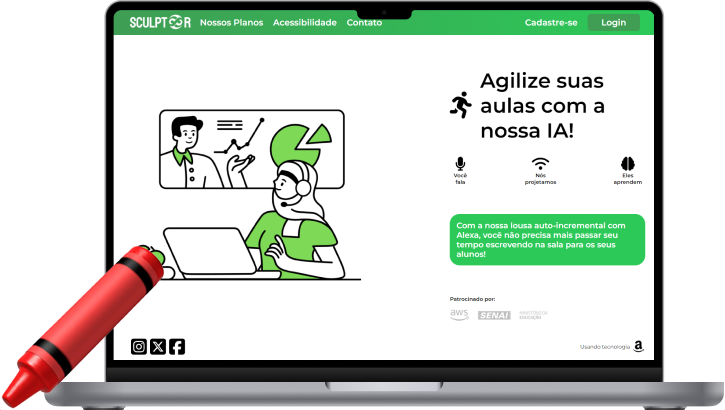 SCULPTOR Nossos Planos Acessibilidade Contato Cadastre-se Login
Agilize suas
aulas com a
nossa IA!
Você
fala
Nós
projetamos
Eles
aprendem
Com a nossa lousa auto-incremental com
Alexa, você não precisa mais passar seu
tempo escrevendo na sala para os seus
alunos!
Patrocinado por:
aws SENAI MINISTÉRIO DA
EDUCAÇÃO
Usando tecnologia a